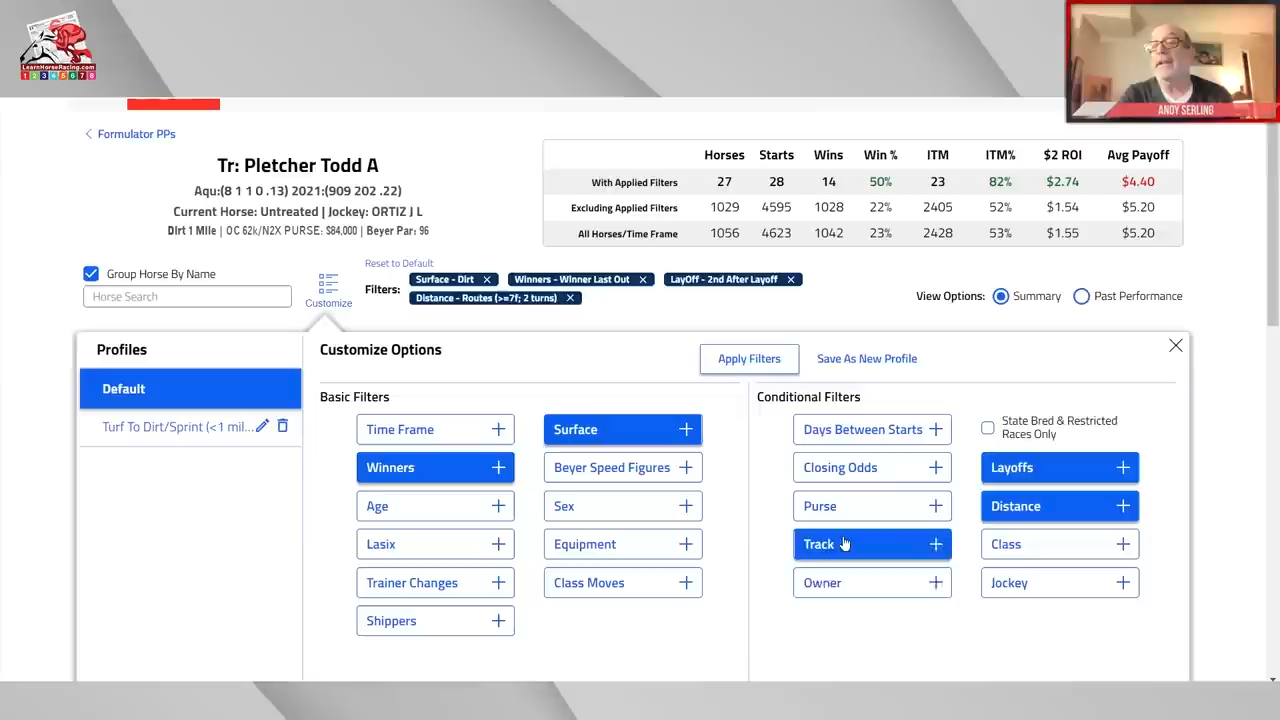 LearnHorseRacing.com
1 2 3 4 5 6 7 8
ANDY SERLING
Formulator PPs
Tr: Pletcher Todd A
Aqu:(8 1 1 0 .13) 2021:(909 202 .22)
Current Horse: Untreated | Jockey: ORTIZ J L
Dirt 1 Mile | OC 62k/N2X PURSE: $84,000 | Beyer Par: 96
Horses Starts Wins Win % ITM ITM% $2 ROI Avg Payoff
With Applied Filters 27 28 14 50% 23 82% $2.74 $4.40
Excluding Applied Filters 1029 4595 1028 22% 2405 52% $1.54 $5.20
All Horses/Time Frame 1056 4623 1042 23% 2428 53% $1.55 $5.20
Group Horse By Name
Horse Search
Customize
Reset to Default
Filters: Surface - Dirt × Winners - Winner Last Out × LayOff - 2nd After Layoff ×
Distance - Routes (>=7f; 2 turns) ×
View Options: Summary Past Performance
Profiles
Default
Turf To Dirt/Sprint (<1 mil...
Customize Options
Apply Filters
Save As New Profile
Basic Filters
Time Frame +
Surface +
Winners +
Beyer Speed Figures +
Age +
Sex +
Lasix +
Equipment +
Trainer Changes +
Class Moves +
Shippers +
Conditional Filters
Days Between Starts +
State Bred & Restricted
Races Only
Closing Odds +
Layoffs +
Purse +
Distance +
Track +
Class +
Owner +
Jockey +